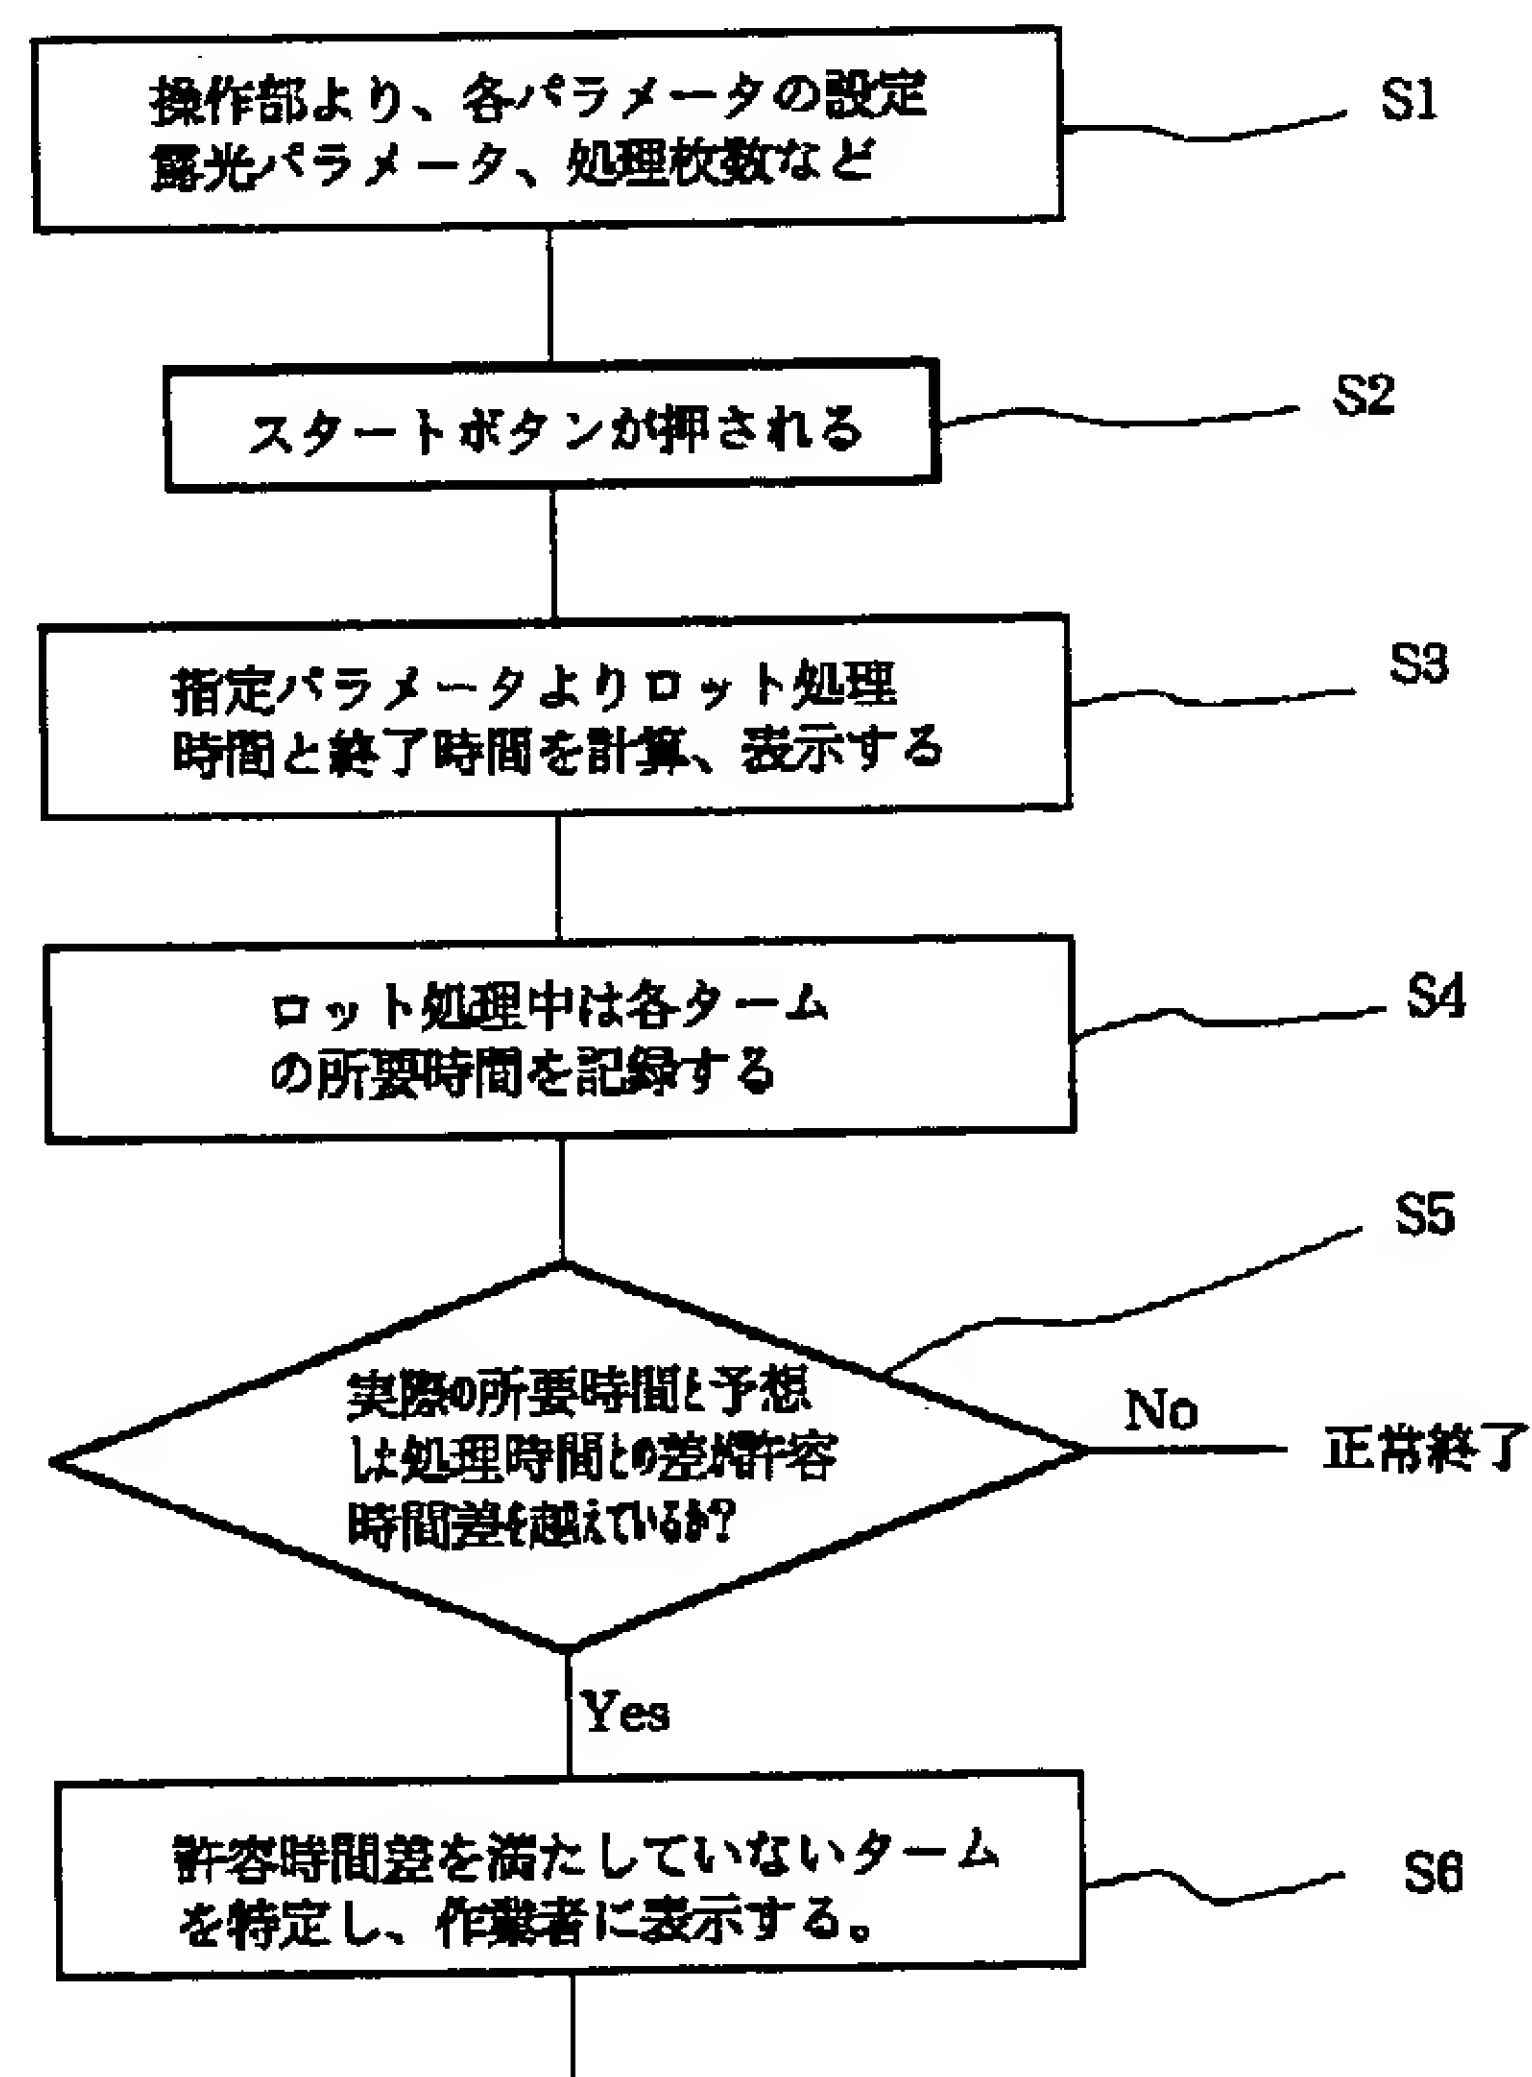 操作部より、各パラメータの設定
露光パラメータ、処理枚数など
S1
スタートボタンが押される
S2
指定パラメータよりロット処理
時間と終了時間を計算、表示する
S3
ロット処理中は各ターム
の所要時間を記録する
S4
S5
実際の所要時間と予想
した処理時間との差が許容
時間差を越えているか?
No
正常終了
Yes
許容時間差を満たしていないターム
を特定し、作業者に表示する。
S6